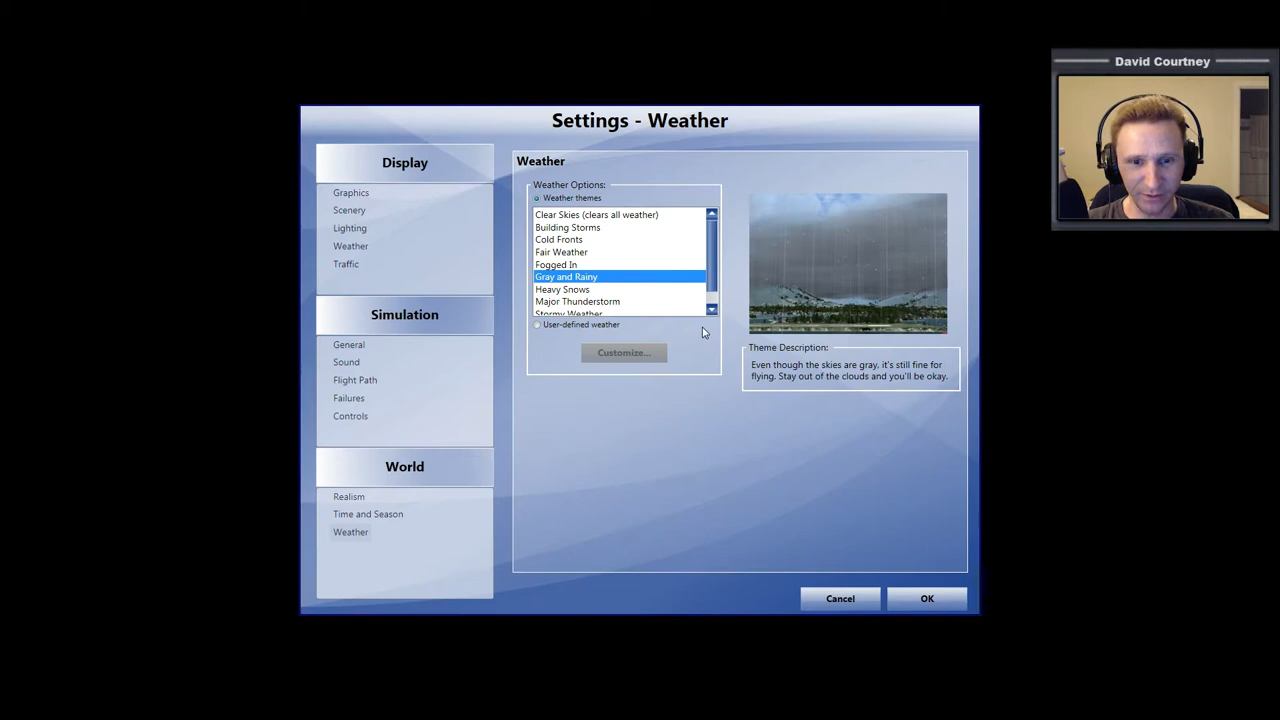 David Courtney
Settings - Weather
Display
Graphics
Scenery
Lighting
Weather
Traffic
Simulation
General
Sound
Flight Path
Failures
Controls
World
Realism
Time and Season
Weather
Weather
Weather Options:
Weather themes
Clear Skies (clears all weather)
Building Storms
Cold Fronts
Fair Weather
Fogged In
Gray and Rainy
Heavy Snows
Major Thunderstorm
Stormy Weather
User-defined weather
Customize...
Theme Description:
Even though the skies are gray, it's still fine for
flying. Stay out of the clouds and you'll be okay.
Cancel
OK